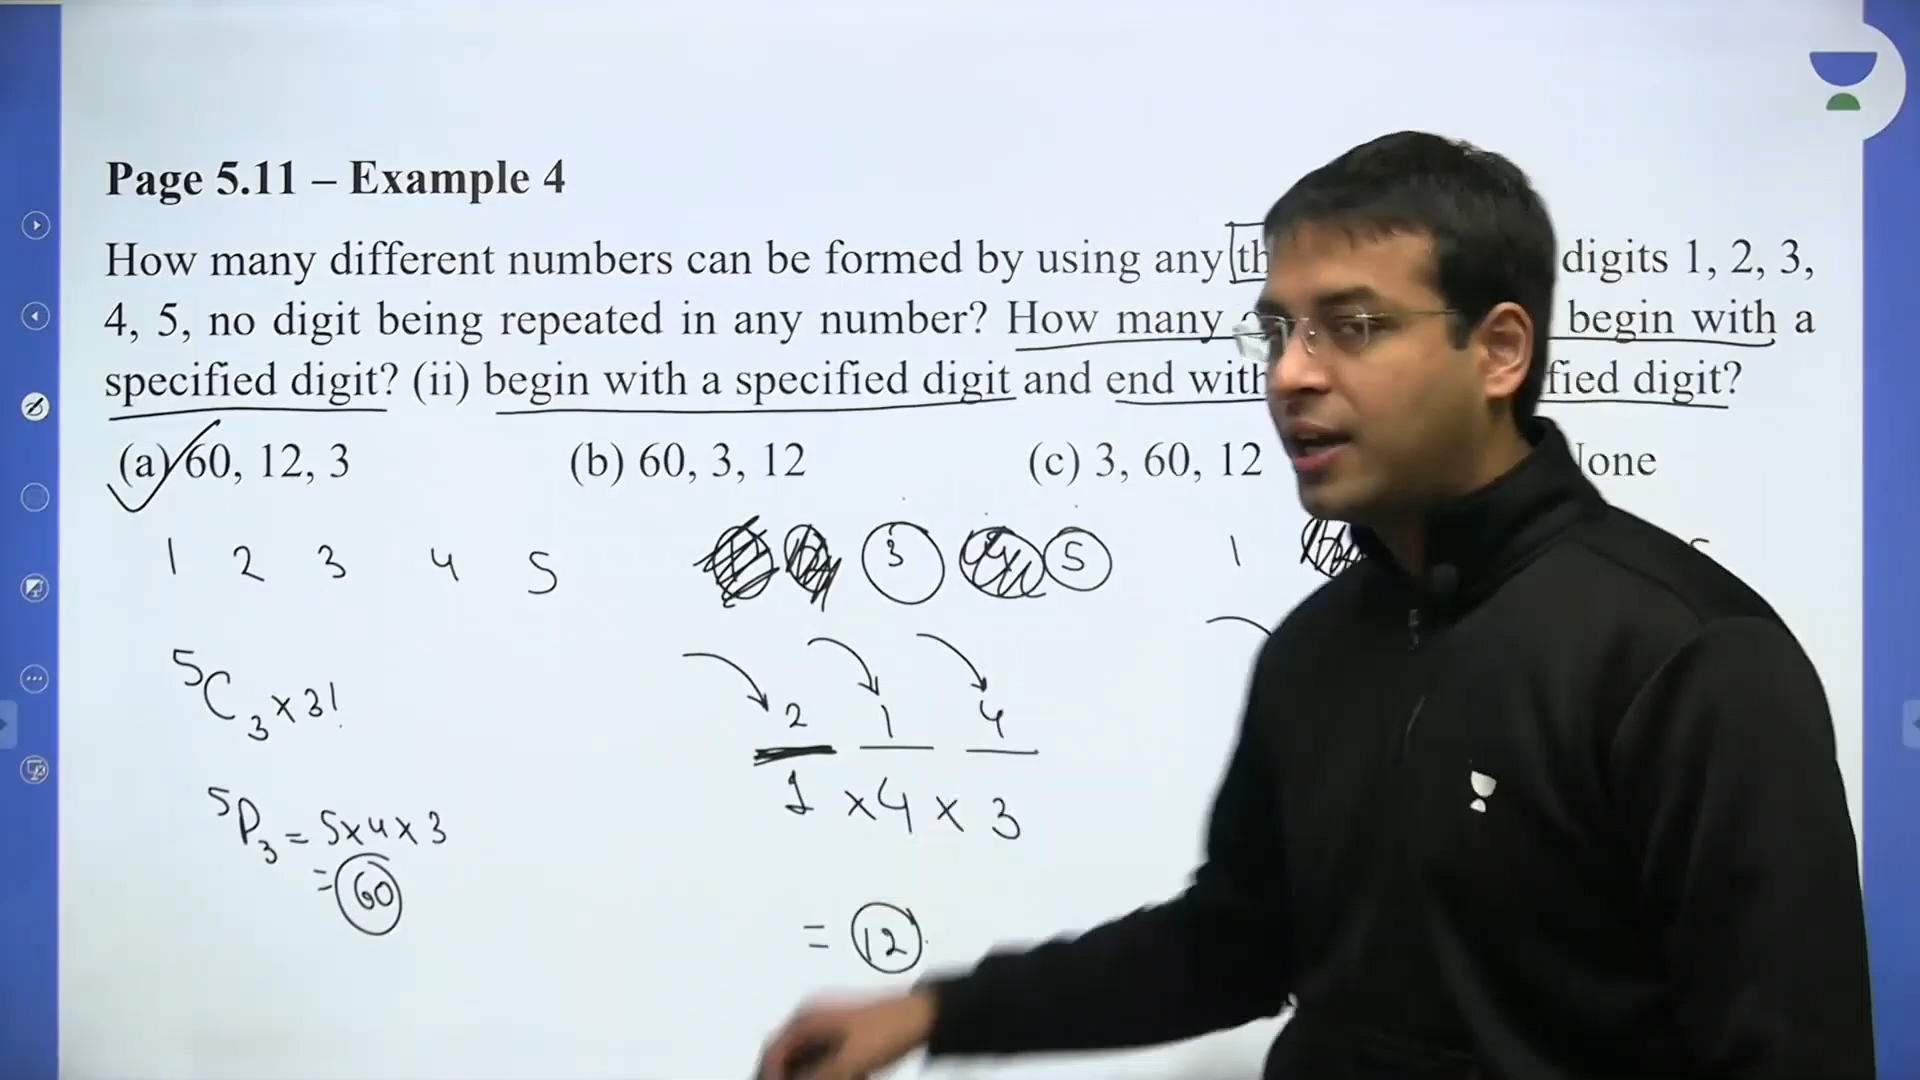 Page 5.11 – Example 4
How many different numbers can be formed by using any th digits 1, 2, 3,
4, 5, no digit being repeated in any number? How many begin with a
specified digit? (ii) begin with a specified digit and end with fied digit?
(a) 60, 12, 3 (b) 60, 3, 12 (c) 3, 60, 12 None
1 2 3 4 5 3 5 1
⁵C₃ × 3!
2 1 4
1 × 4 × 3
⁵P₃ = 5×4×3
= 60
= 12